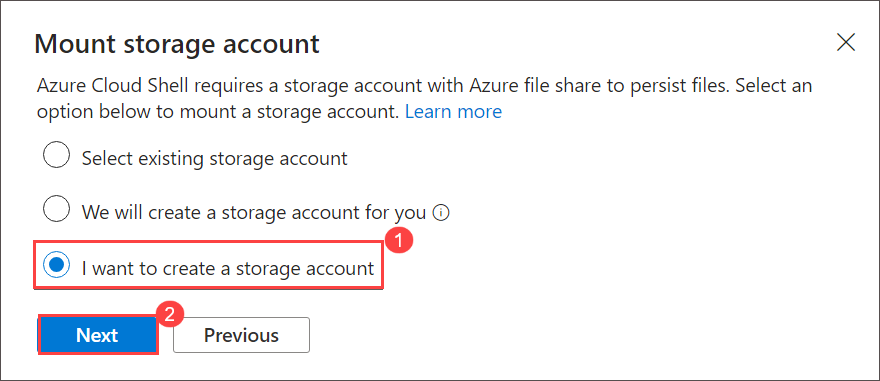 Mount storage account
Azure Cloud Shell requires a storage account with Azure file share to persist files. Select an
option below to mount a storage account. Learn more
Select existing storage account
We will create a storage account for you
1
I want to create a storage account
2
Next
Previous